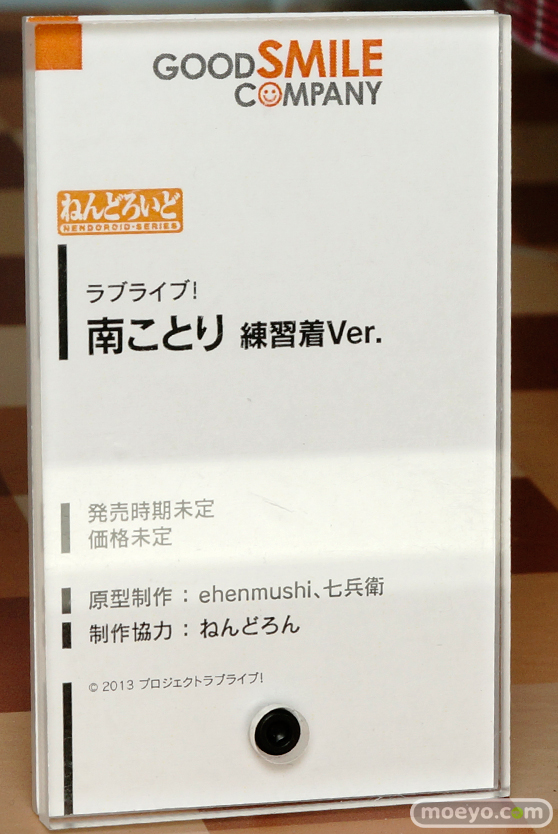 GOODSMILE
COMPANY
ねんどろいど
NENDOROID・SERIES
ラブライブ!
南ことり 練習着Ver.
発売時期未定
価格未定
原型制作：ehenmushi、七兵衛
制作協力：ねんどろん
© 2013 プロジェクトラブライブ!
moeyo.com